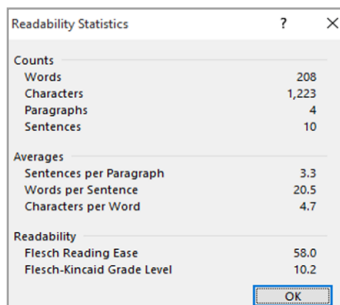 Readability Statistics ? ×
Counts
Words 208
Characters 1,223
Paragraphs 4
Sentences 10
Averages
Sentences per Paragraph 3.3
Words per Sentence 20.5
Characters per Word 4.7
Readability
Flesch Reading Ease 58.0
Flesch-Kincaid Grade Level 10.2
OK